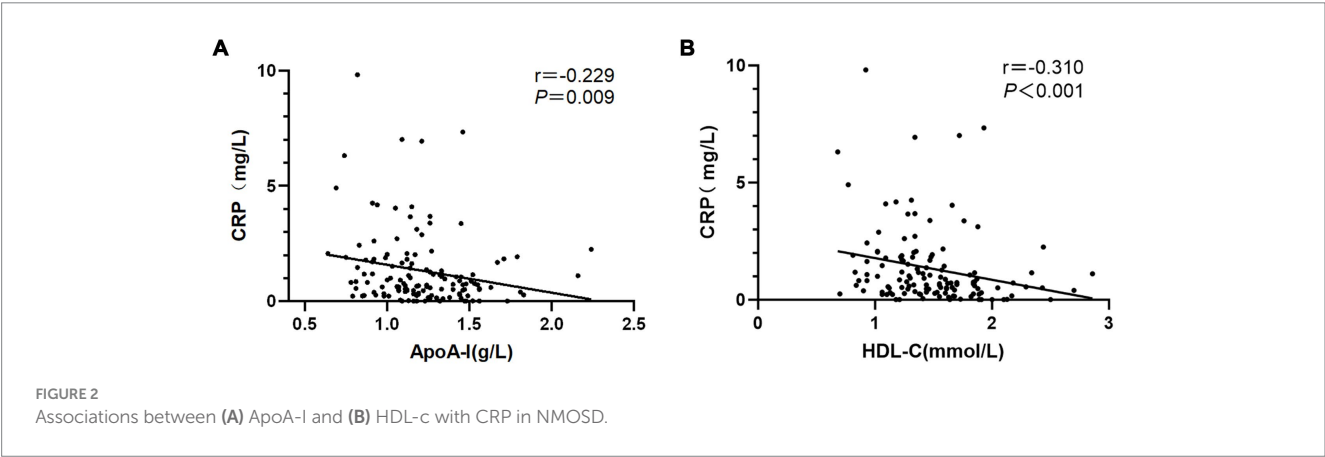 A
r=-0.229
P=0.009
10
5
0
CRP（mg/L)
0.5 1.0 1.5 2.0 2.5
ApoA-I(g/L)
B
r=-0.310
P<0.001
10
5
0
CRP( mg/L)
0 1 2 3
HDL-C(mmol/L)
FIGURE 2
Associations between (A) ApoA-I and (B) HDL-c with CRP in NMOSD.